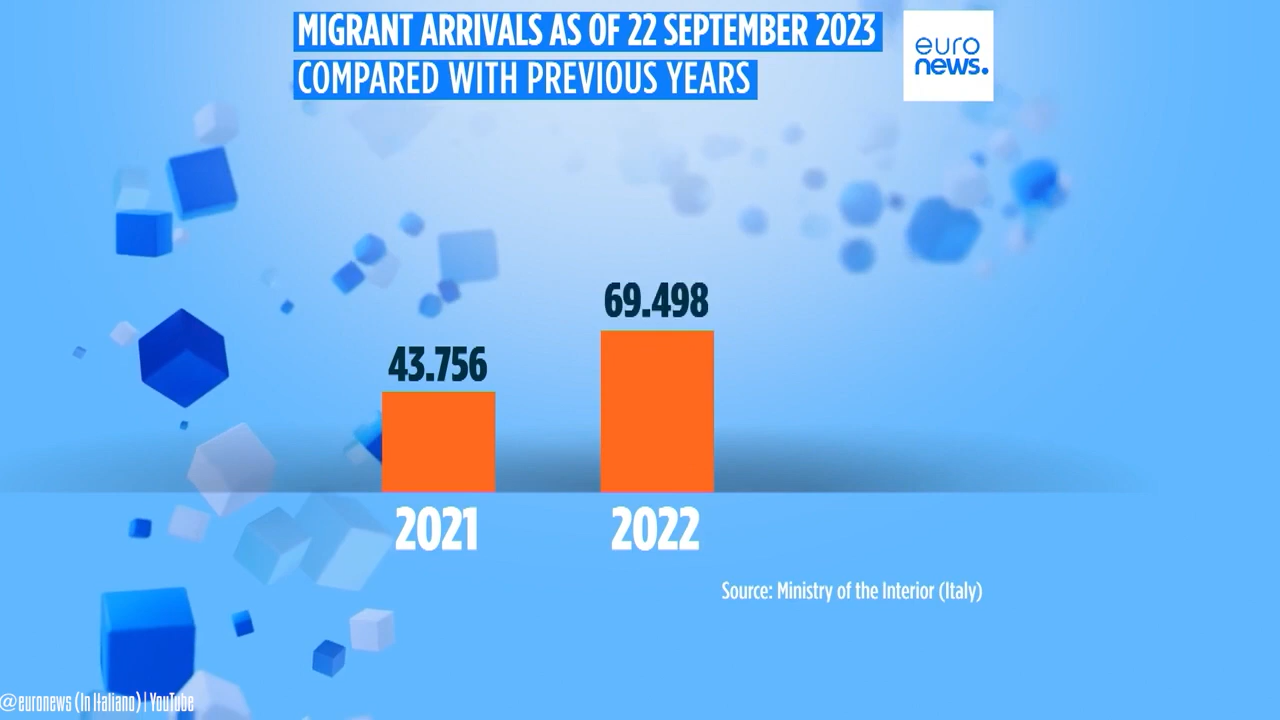 MIGRANT ARRIVALS AS OF 22 SEPTEMBER 2023
COMPARED WITH PREVIOUS YEARS
euro
news.
69.498
43.756
2021
2022
Source: Ministry of the Interior (Italy)
@euronews (In Italiano) | YouTube